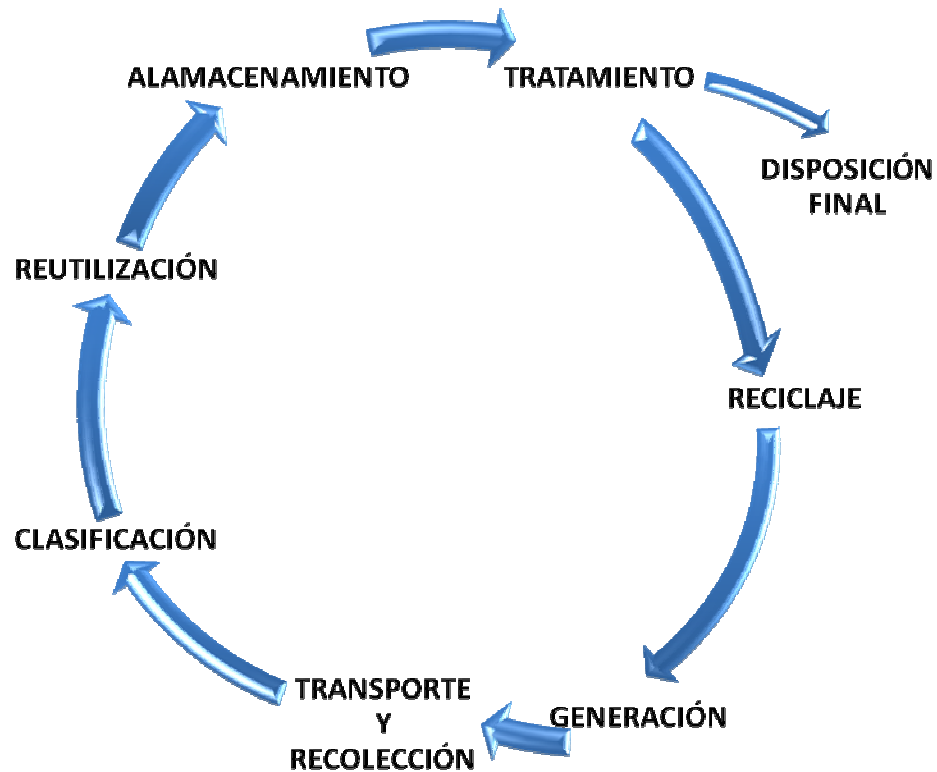 ALAMACENAMIENTO
TRATAMIENTO
DISPOSICIÓN
FINAL
RECICLAJE
GENERACIÓN
TRANSPORTE
Y
RECOLECCIÓN
CLASIFICACIÓN
REUTILIZACIÓN